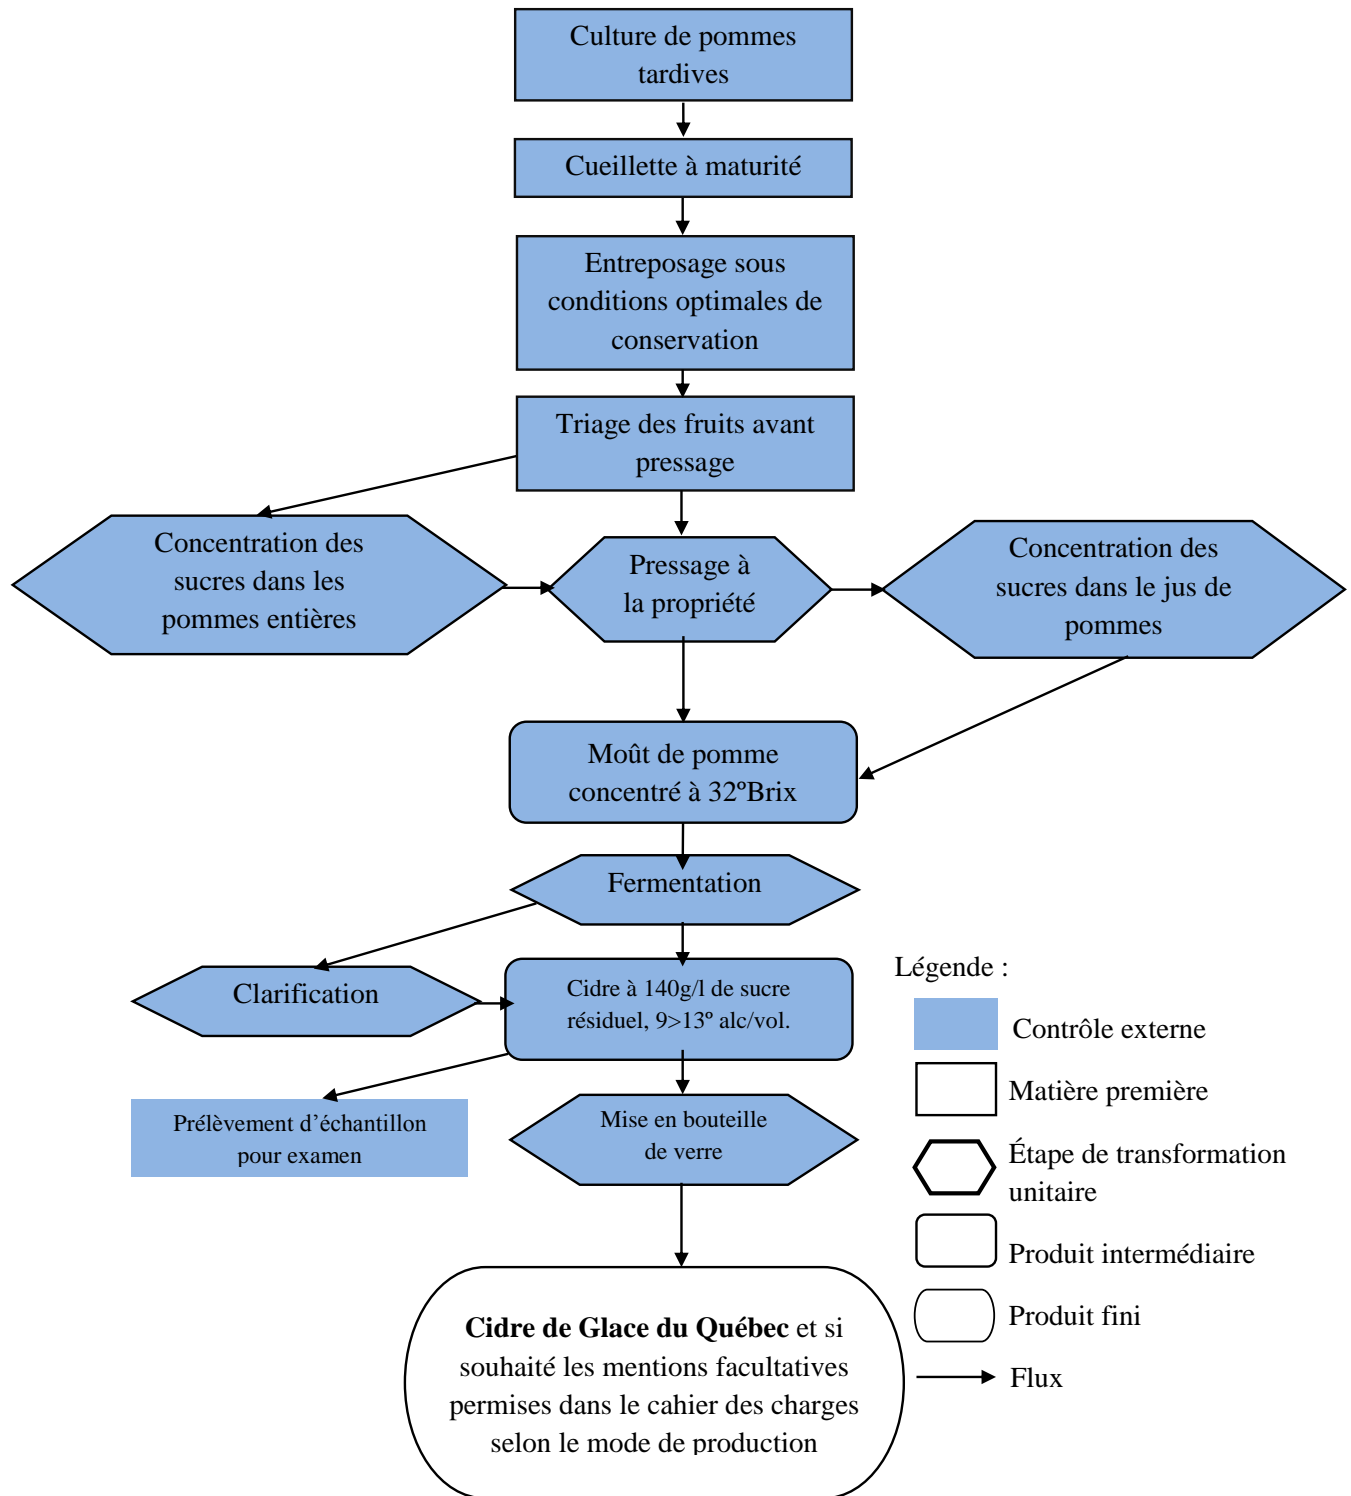 Culture de pommes
tardives
Cueillette à maturité
Entreposage sous
conditions optimales de
conservation
Triage des fruits avant
pressage
Concentration des
sucres dans les
pommes entières
Pressage à
la propriété
Concentration des
sucres dans le jus de
pommes
Moût de pomme
concentré à 32ºBrix
Fermentation
Clarification
Cidre à 140g/l de sucre
résiduel, 9>13º alc/vol.
Prélèvement d'échantillon
pour examen
Mise en bouteille
de verre
Cidre de Glace du Québec et si
souhaité les mentions facultatives
permises dans le cahier des charges
selon le mode de production
Légende :
Contrôle externe
Matière première
Étape de transformation
unitaire
Produit intermédiaire
Produit fini
Flux